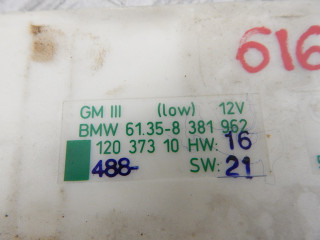 616
GM III (low) 12V
BMW 61.35-8 381 962
120 373 10 HW: 16
488- SW: 21